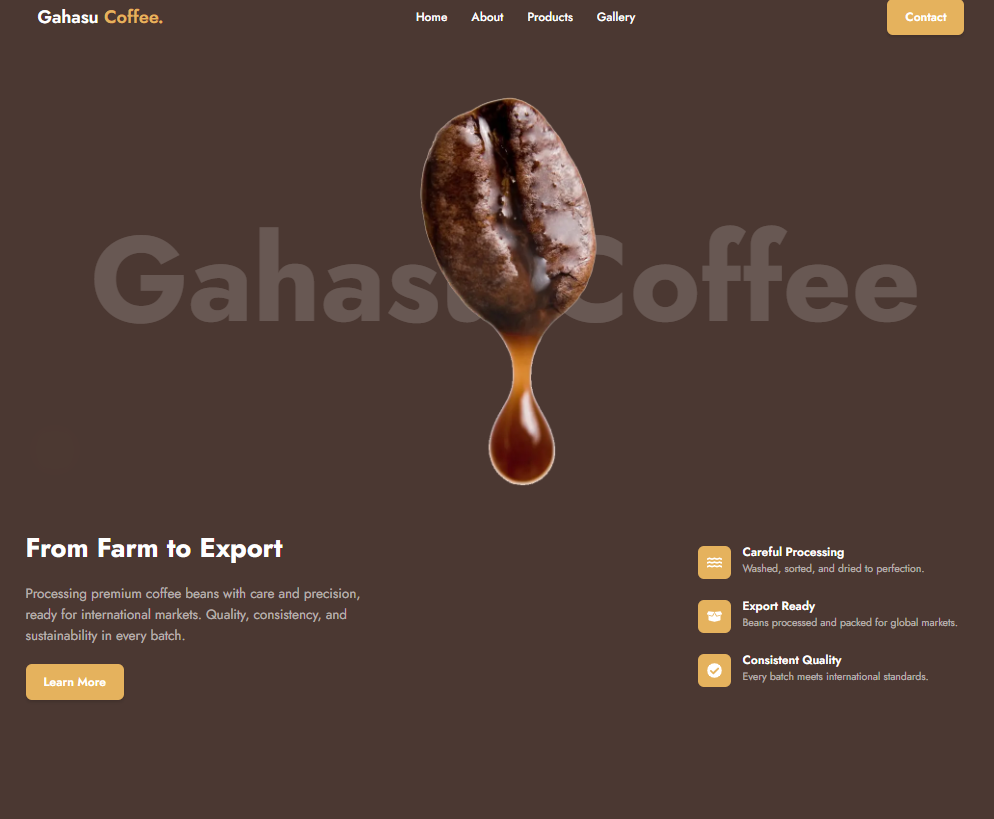 Gahasu Coffee.
Home About Products Gallery
Contact
Gahasu Coffee
From Farm to Export
Processing premium coffee beans with care and precision,
ready for international markets. Quality, consistency, and
sustainability in every batch.
Learn More
Careful Processing
Washed, sorted, and dried to perfection.
Export Ready
Beans processed and packed for global markets.
Consistent Quality
Every batch meets international standards.